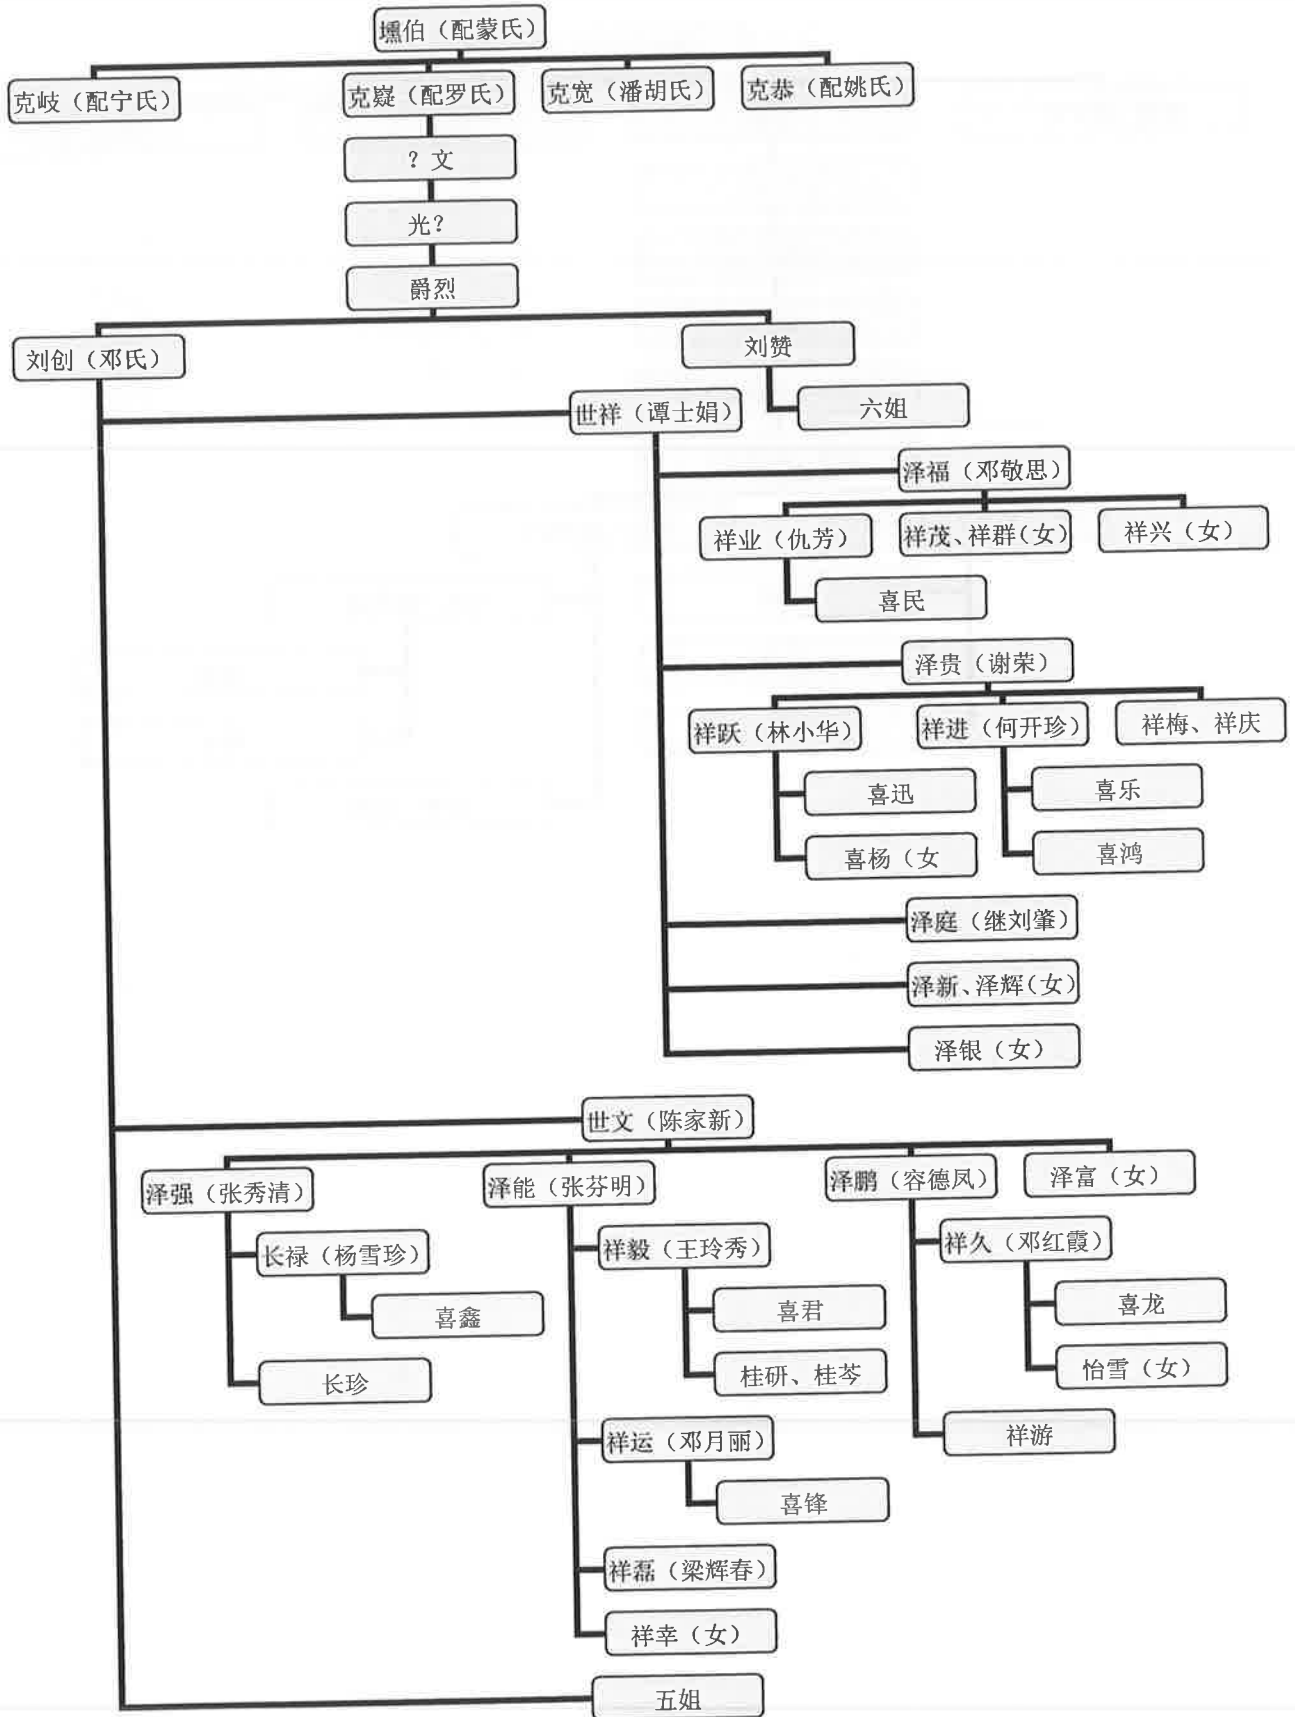 壎伯（配蒙氏）
克岐（配宁氏）
克嶷（配罗氏）
克宽（潘胡氏）
克恭（配姚氏）
？文
光？
爵烈
刘创（邓氏）
刘赞
六姐
世祥（谭士娟）
泽福（邓敬思）
祥业（仇芳）
祥茂、祥群（女）
祥兴（女）
喜民
泽贵（谢荣）
祥跃（林小华）
祥进（何开珍）
祥梅、祥庆
喜迅
喜乐
喜杨（女
喜鸿
泽庭（继刘肇）
泽新、泽辉（女）
泽银（女）
世文（陈家新）
泽强（张秀清）
泽能（张芬明）
泽鹏（容德凤）
泽富（女）
长禄（杨雪珍）
祥毅（王玲秀）
祥久（邓红霞）
喜鑫
喜君
喜龙
长珍
桂研、桂芩
怡雪（女）
祥运（邓月丽）
祥游
喜锋
祥磊（梁辉春）
祥幸（女）
五姐